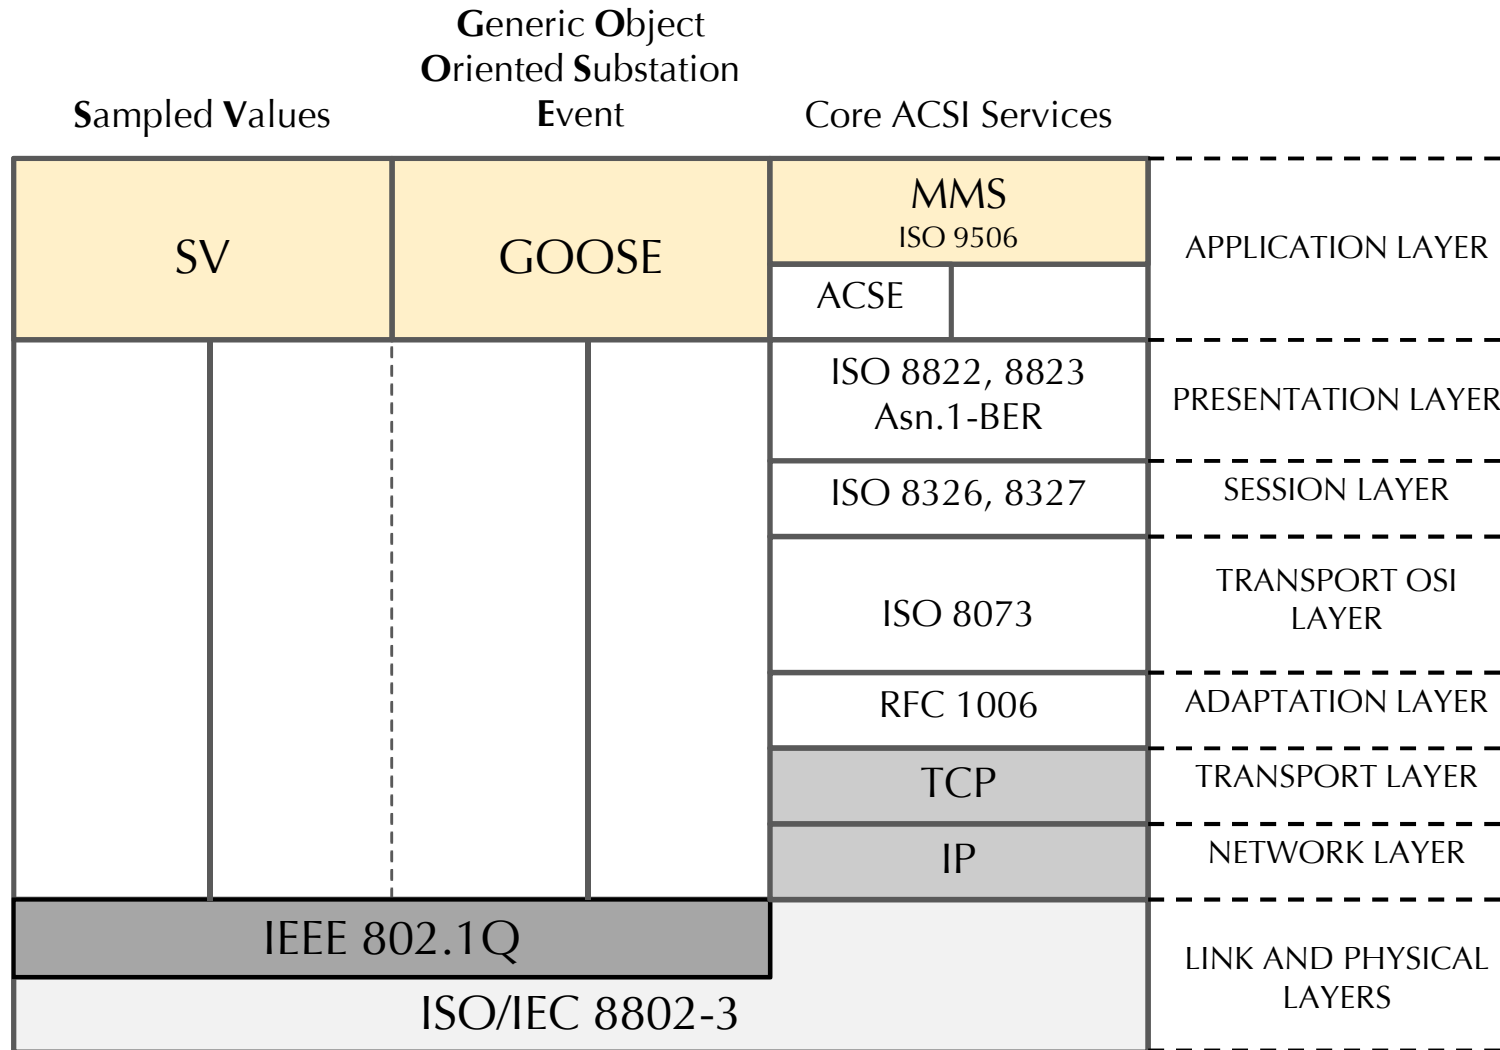 Generic Object
Oriented Substation
Event
Sampled Values
Core ACSI Services
SV
GOOSE
MMS
ISO 9506
ACSE
APPLICATION LAYER
ISO 8822, 8823
Asn.1-BER
PRESENTATION LAYER
ISO 8326, 8327
SESSION LAYER
ISO 8073
TRANSPORT OSI
LAYER
RFC 1006
ADAPTATION LAYER
TCP
TRANSPORT LAYER
IP
NETWORK LAYER
IEEE 802.1Q
ISO/IEC 8802-3
LINK AND PHYSICAL
LAYERS